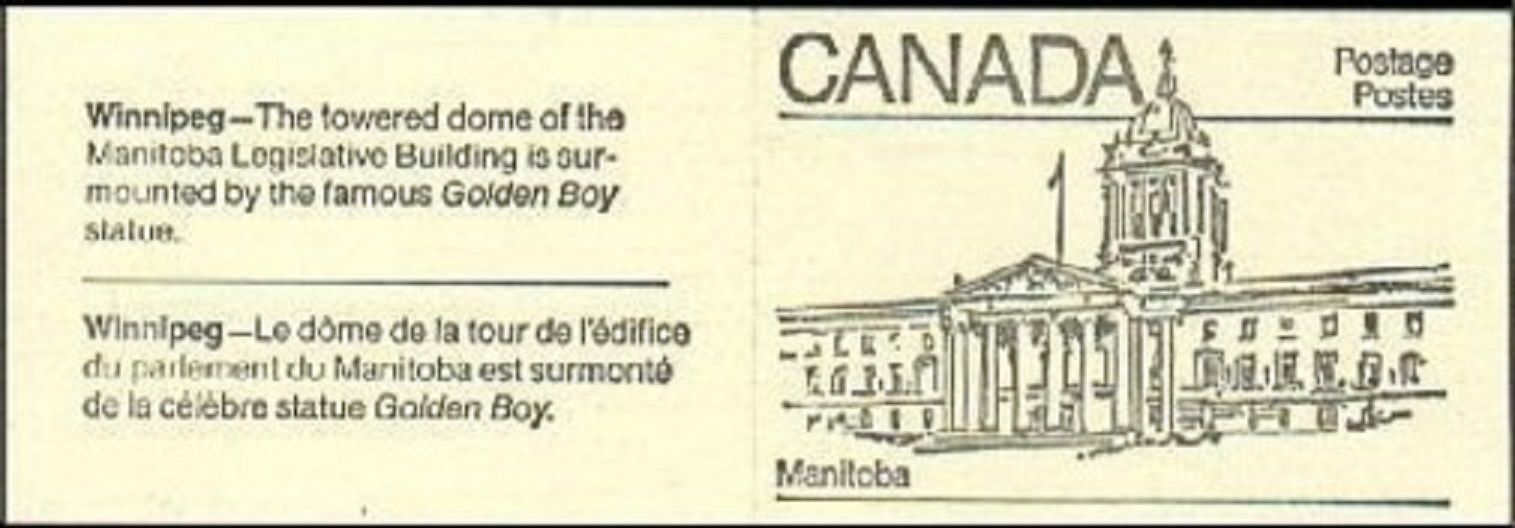 Winnipeg—The towered dome of the
Manitoba Legislative Building is sur-
mounted by the famous Golden Boy
statue.
Winnipeg—Le dôme de la tour de l'édifice
du parlement du Manitoba est surmonté
de la célèbre statue Golden Boy.
CANADA
Postage
Postes
Manitoba